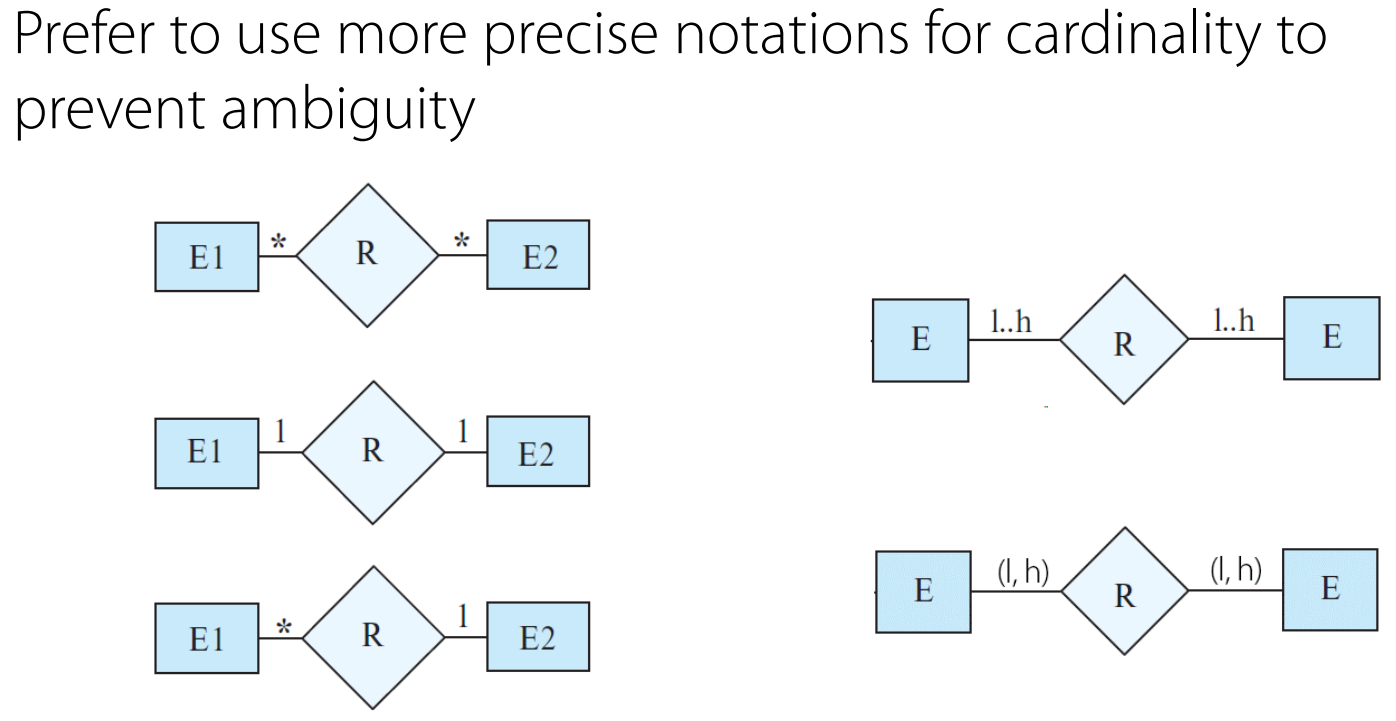 Prefer to use more precise notations for cardinality to
prevent ambiguity
E1 * R * E2
E1 1 R 1 E2
E1 * R 1 E2
E l..h R l..h E
E (l, h) R (l, h) E